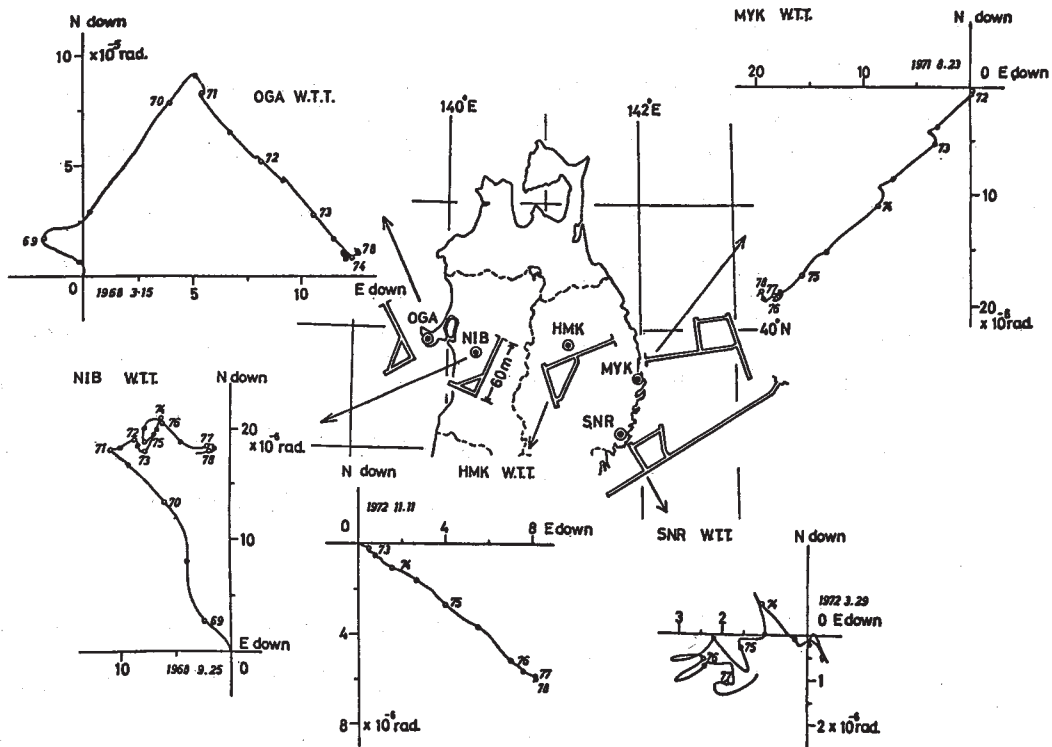 N down
×10⁻⁵ rad.
OGA W.T.T.
10
5
0
5
10
E down
69
70
71
72
73
74
78
1968 3·15
140°E
142°E
40°N
OGA
NIB
HMK
MYK
SNR
60m
MYK W.T.T.
N down
1971 8.23
20
10
0 E down
72
73
74
75
76
77
78
10
20
×10⁻⁶ rad.
NIB W.T.T.
N down
20
×10⁻⁶ rad.
10
E down
10
0
1968 9.25
69
70
71
72
73
74
75
76
77
78
HMK W.T.T.
N down
1972 11.11
0
4
8 E down
73
74
75
76
77
78
4
8
×10⁻⁶ rad.
SNR W.T.T.
N down
1972 3.29
3
2
0 E down
74
75
76
77
1
2 ×10⁻⁶ rad.